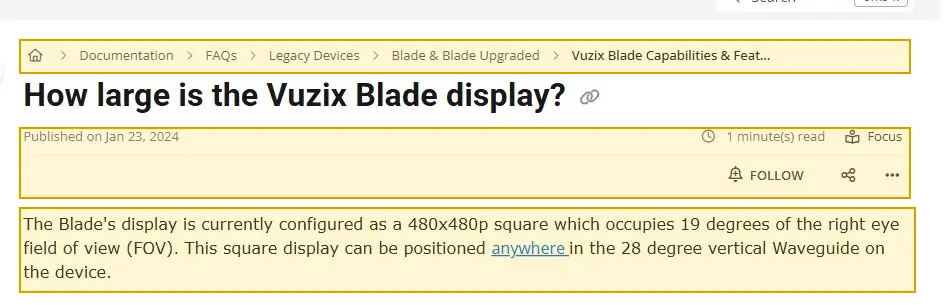 Documentation > FAQs > Legacy Devices > Blade & Blade Upgraded > Vuzix Blade Capabilities & Feat...
How large is the Vuzix Blade display?
Published on Jan 23, 2024 1 minute(s) read Focus
FOLLOW •••
The Blade's display is currently configured as a 480x480p square which occupies 19 degrees of the right eye
field of view (FOV). This square display can be positioned anywhere in the 28 degree vertical Waveguide on
the device.